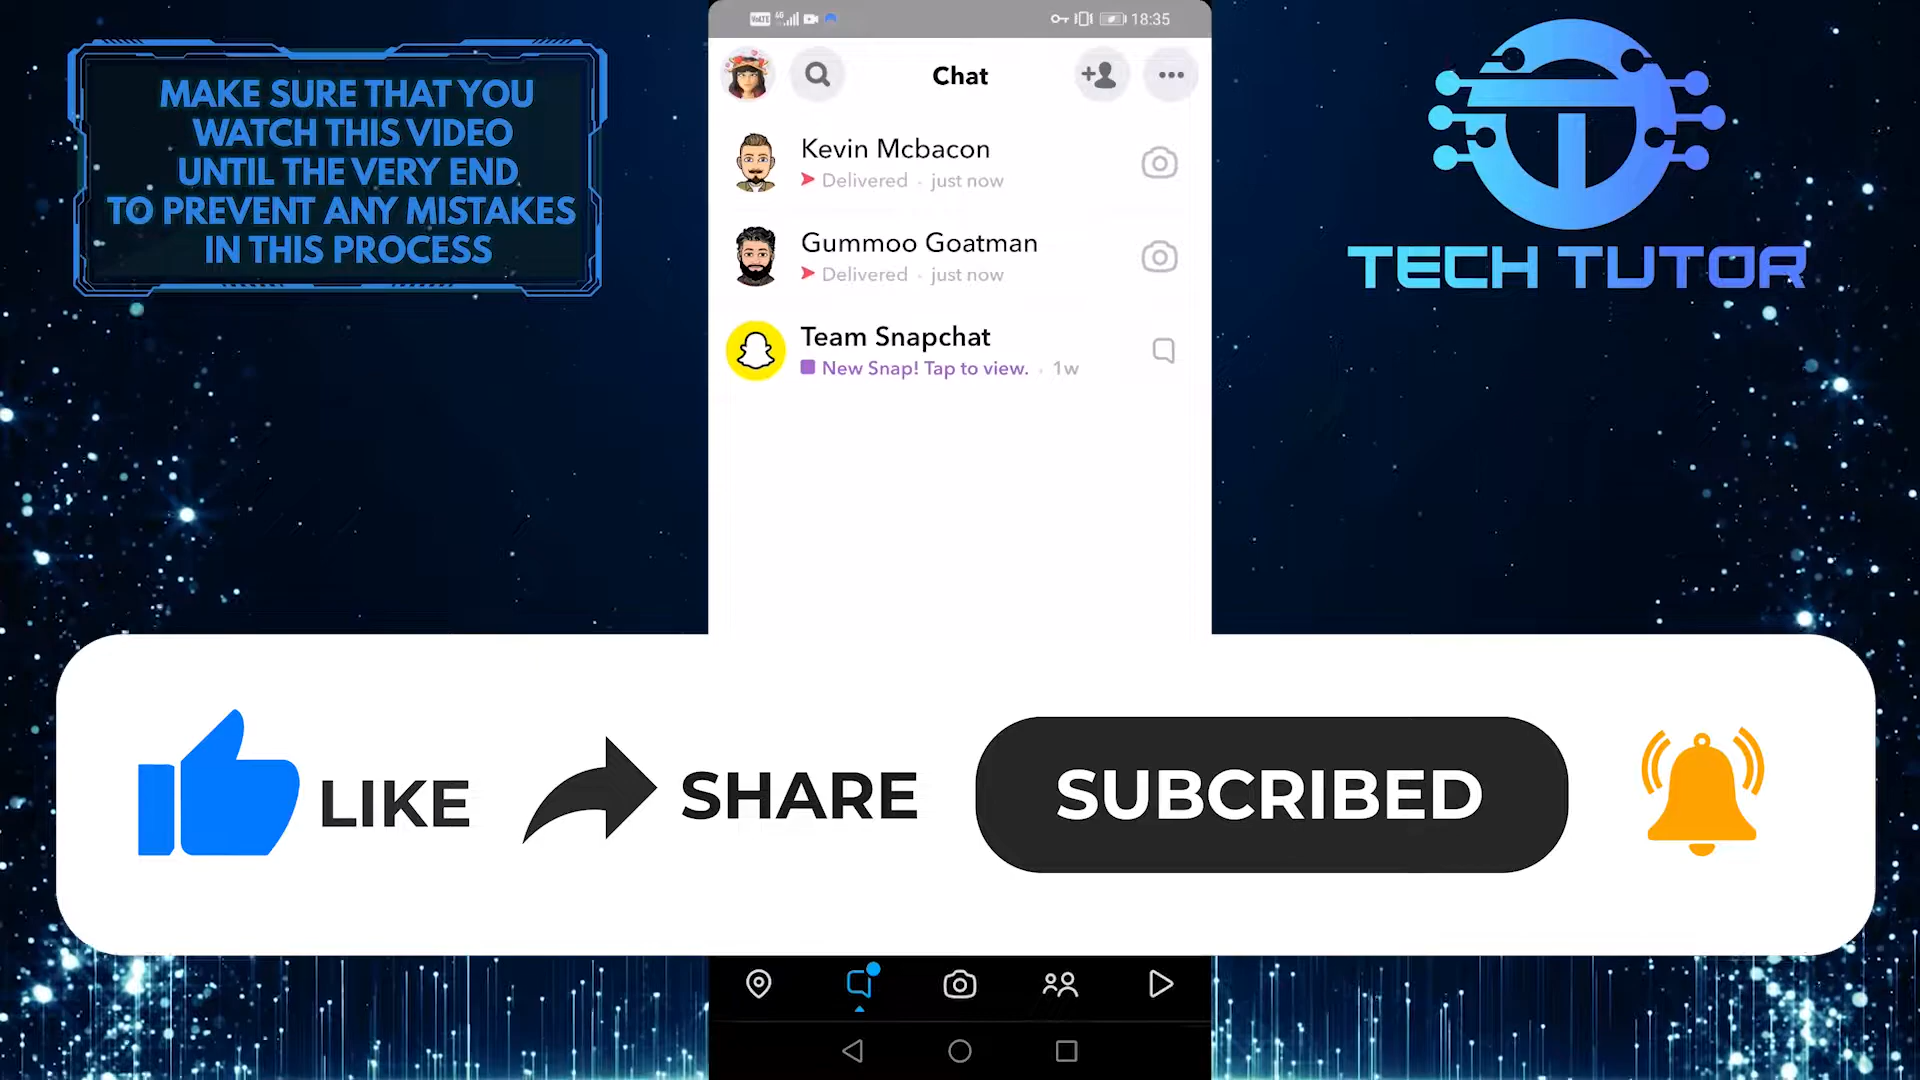 MAKE SURE THAT YOU
WATCH THIS VIDEO
UNTIL THE VERY END
TO PREVENT ANY MISTAKES
IN THIS PROCESS
VoLTE 4G 18:35
Chat
Kevin Mcbacon
Delivered · just now
Gummoo Goatman
Delivered · just now
Team Snapchat
New Snap! Tap to view. · 1w
TECH TUTOR
LIKE
SHARE
SUBCRIBED